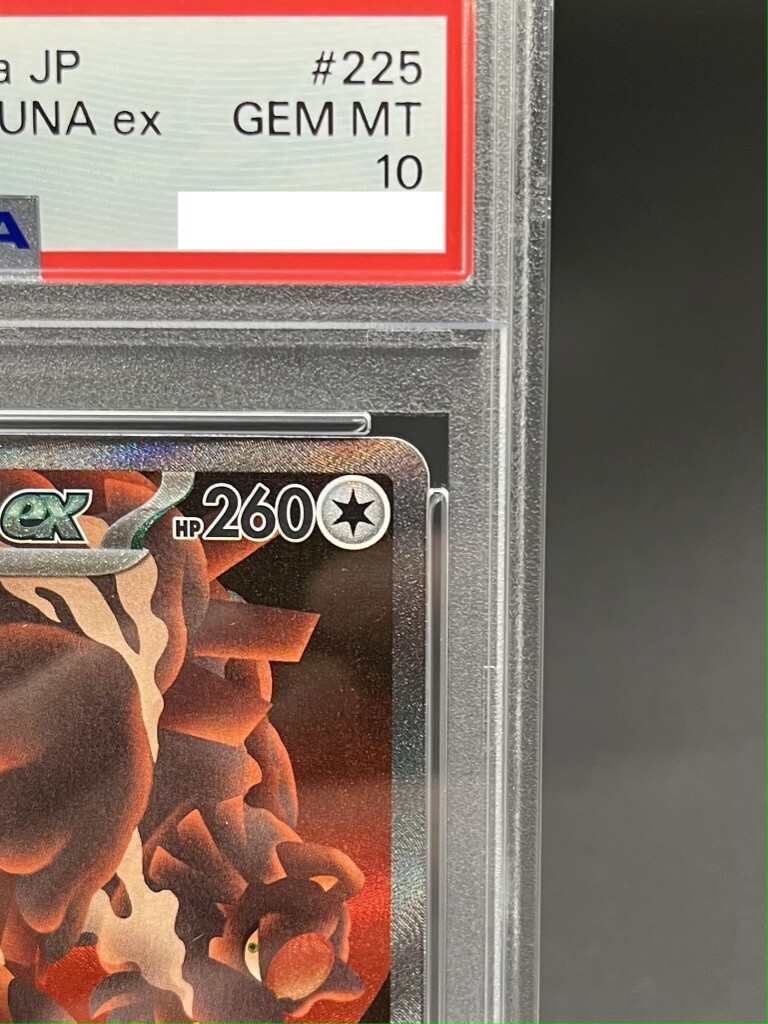 a JP #225
UNA ex GEM MT
10
A
ex HP260